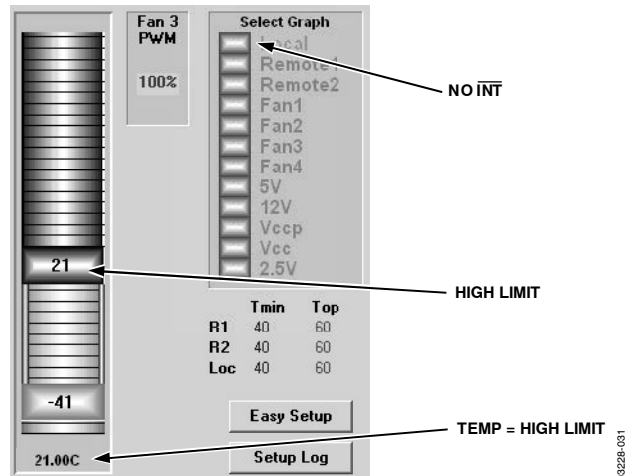 Fan 3
PWM
100%
Select Graph
Local
Remote1
Remote2
Fan1
Fan2
Fan3
Fan4
5V
12V
Vccp
Vcc
2.5V
NO INT
21
HIGH LIMIT
Tmin Top
R1 40 60
R2 40 60
Loc 40 60
-41
Easy Setup
21.00C
Setup Log
TEMP = HIGH LIMIT
3228-031